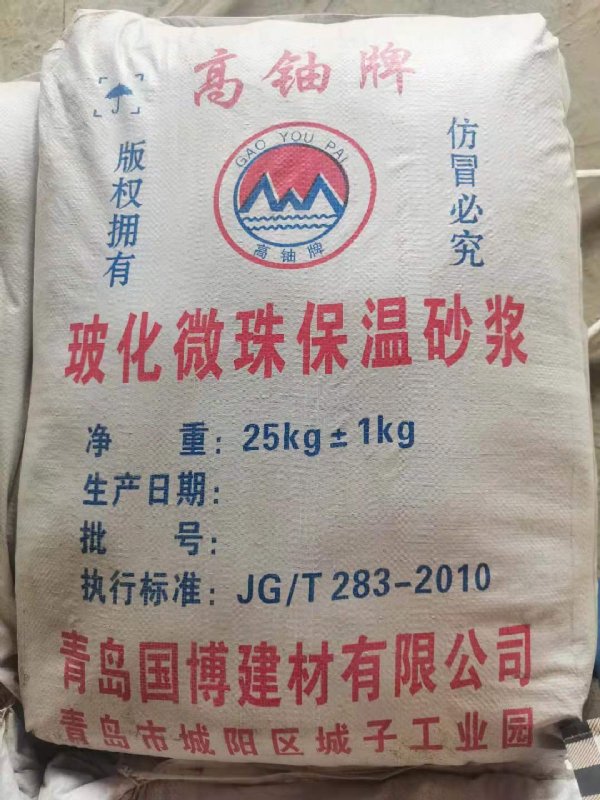 高铀牌
版权拥有
GAO YOU PAI
高铀牌
仿冒必究
玻化微珠保温砂浆
净 重: 25kg±1kg
生产日期:
批 号:
执行标准: JG/T 283-2010
青岛国博建材有限公司
青岛市城阳区城子工业园